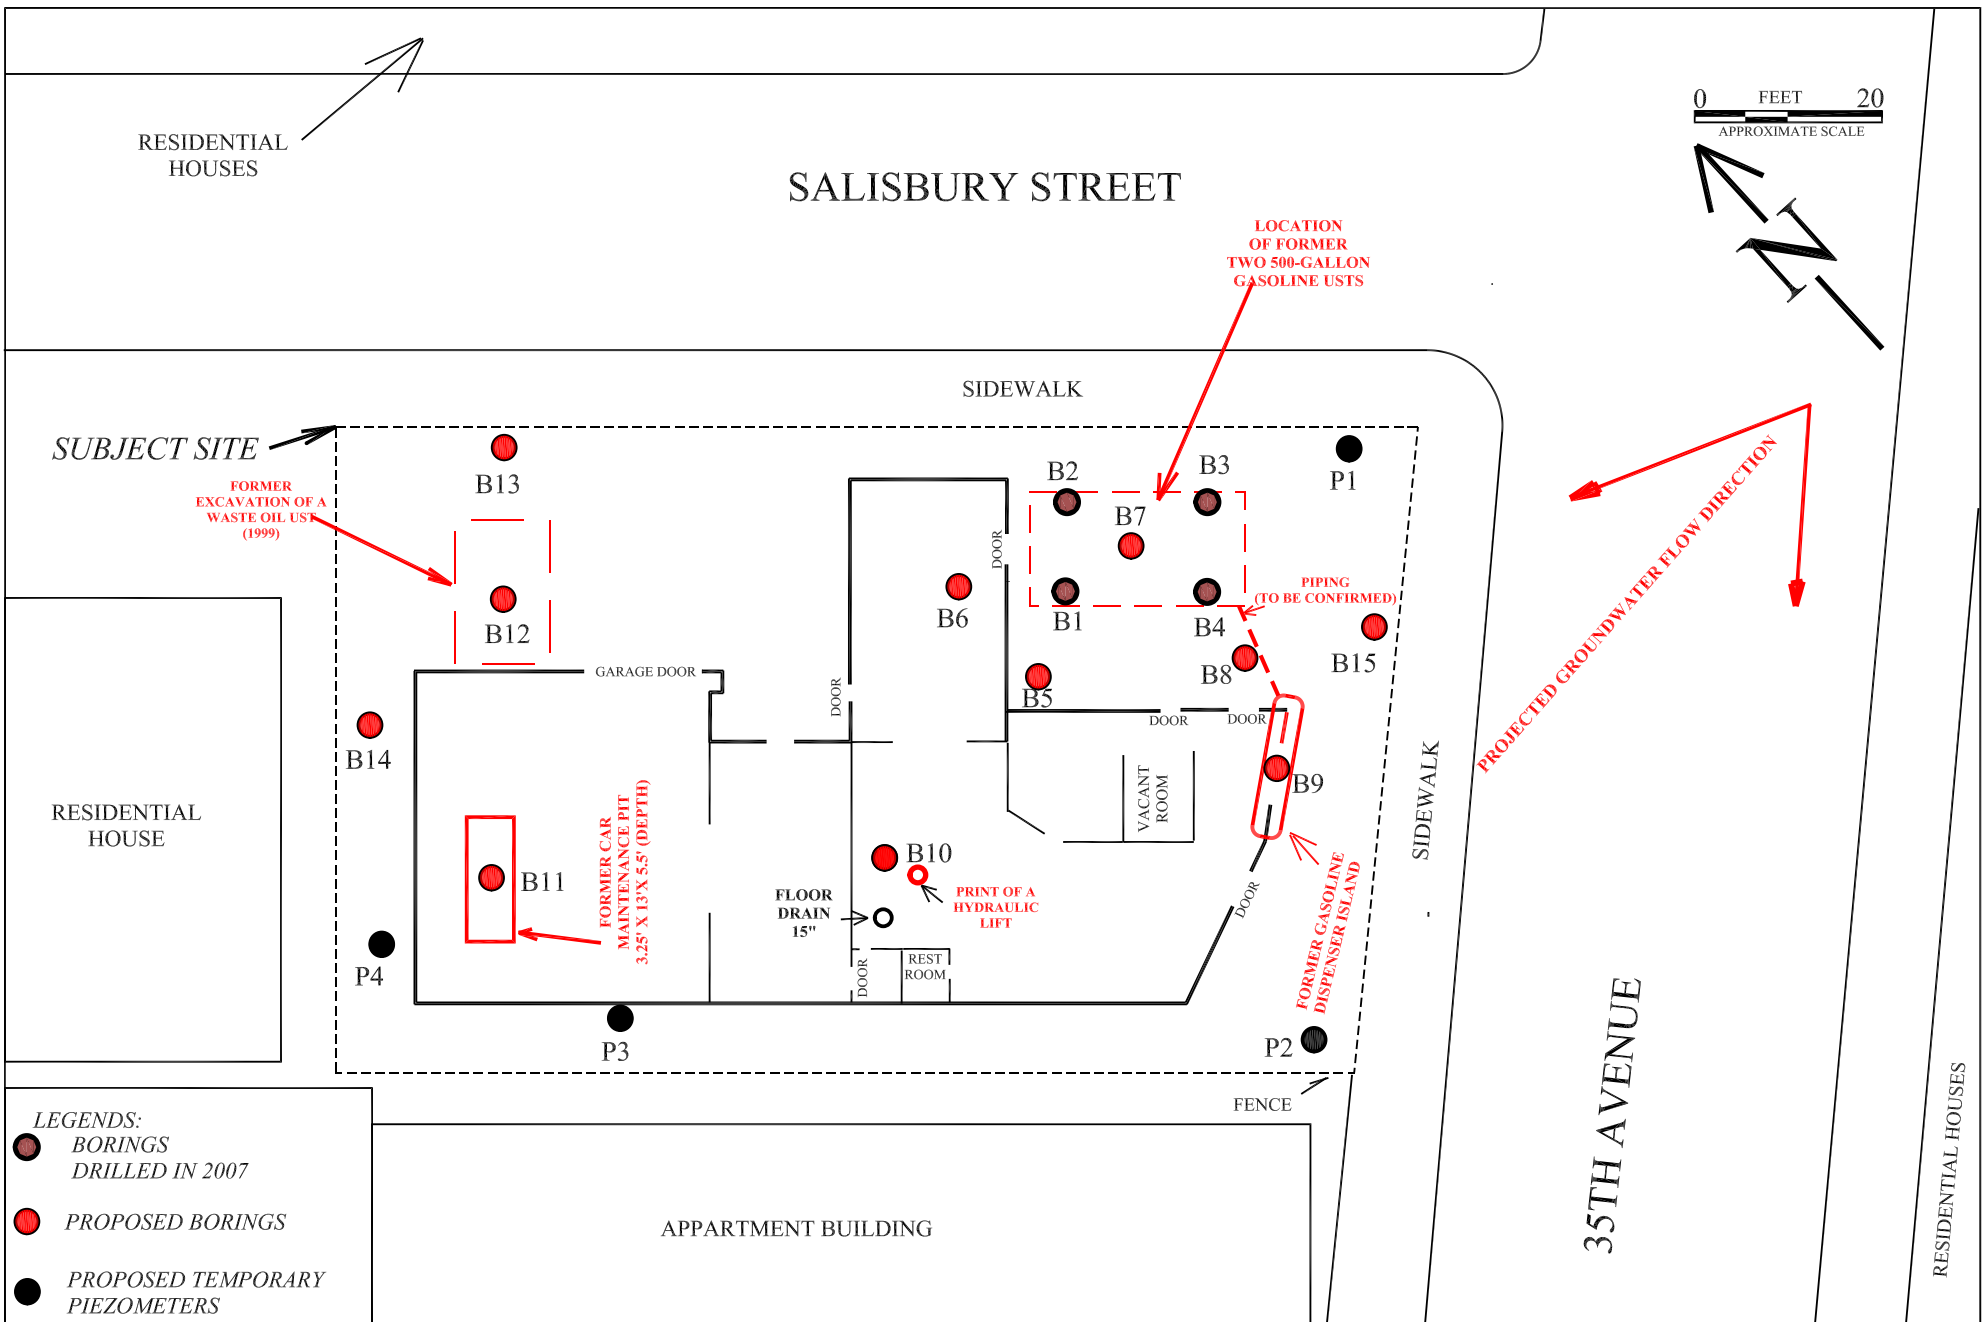 RESIDENTIAL
HOUSES
0 FEET 20
APPROXIMATE SCALE
SALISBURY STREET
N
LOCATION
OF FORMER
TWO 500-GALLON
GASOLINE USTS
SIDEWALK
SUBJECT SITE
FORMER
EXCAVATION OF A
WASTE OIL UST
(1999)
B13
B2
B3
P1
B7
DOOR
B12
B6
B1
B4
PIPING
(TO BE CONFIRMED)
B15
B8
B5
GARAGE DOOR
DOOR
DOOR
DOOR
PROJECTED GROUNDWATER FLOW DIRECTION
B14
B9
VACANT
ROOM
SIDEWALK
RESIDENTIAL
HOUSE
B11
FORMER CAR
MAINTENANCE PIT
3.25' X 13'X 5.5' (DEPTH)
B10
PRINT OF A
HYDRAULIC
LIFT
FLOOR
DRAIN
15"
DOOR
FORMER GASOLINE
DISPENSER ISLAND
P4
DOOR
REST
ROOM
P3
P2
FENCE
35TH AVENUE
RESIDENTIAL HOUSES
APPARTMENT BUILDING
LEGENDS:
BORINGS
DRILLED IN 2007
PROPOSED BORINGS
PROPOSED TEMPORARY
PIEZOMETERS